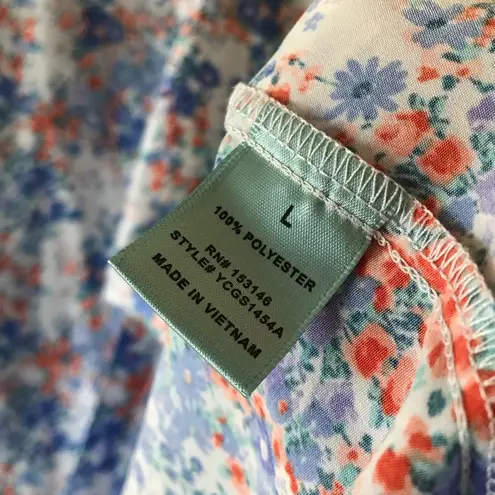 L
100% POLYESTER
RN# 153146
STYLE# YCGS1454A
MADE IN VIETNAM